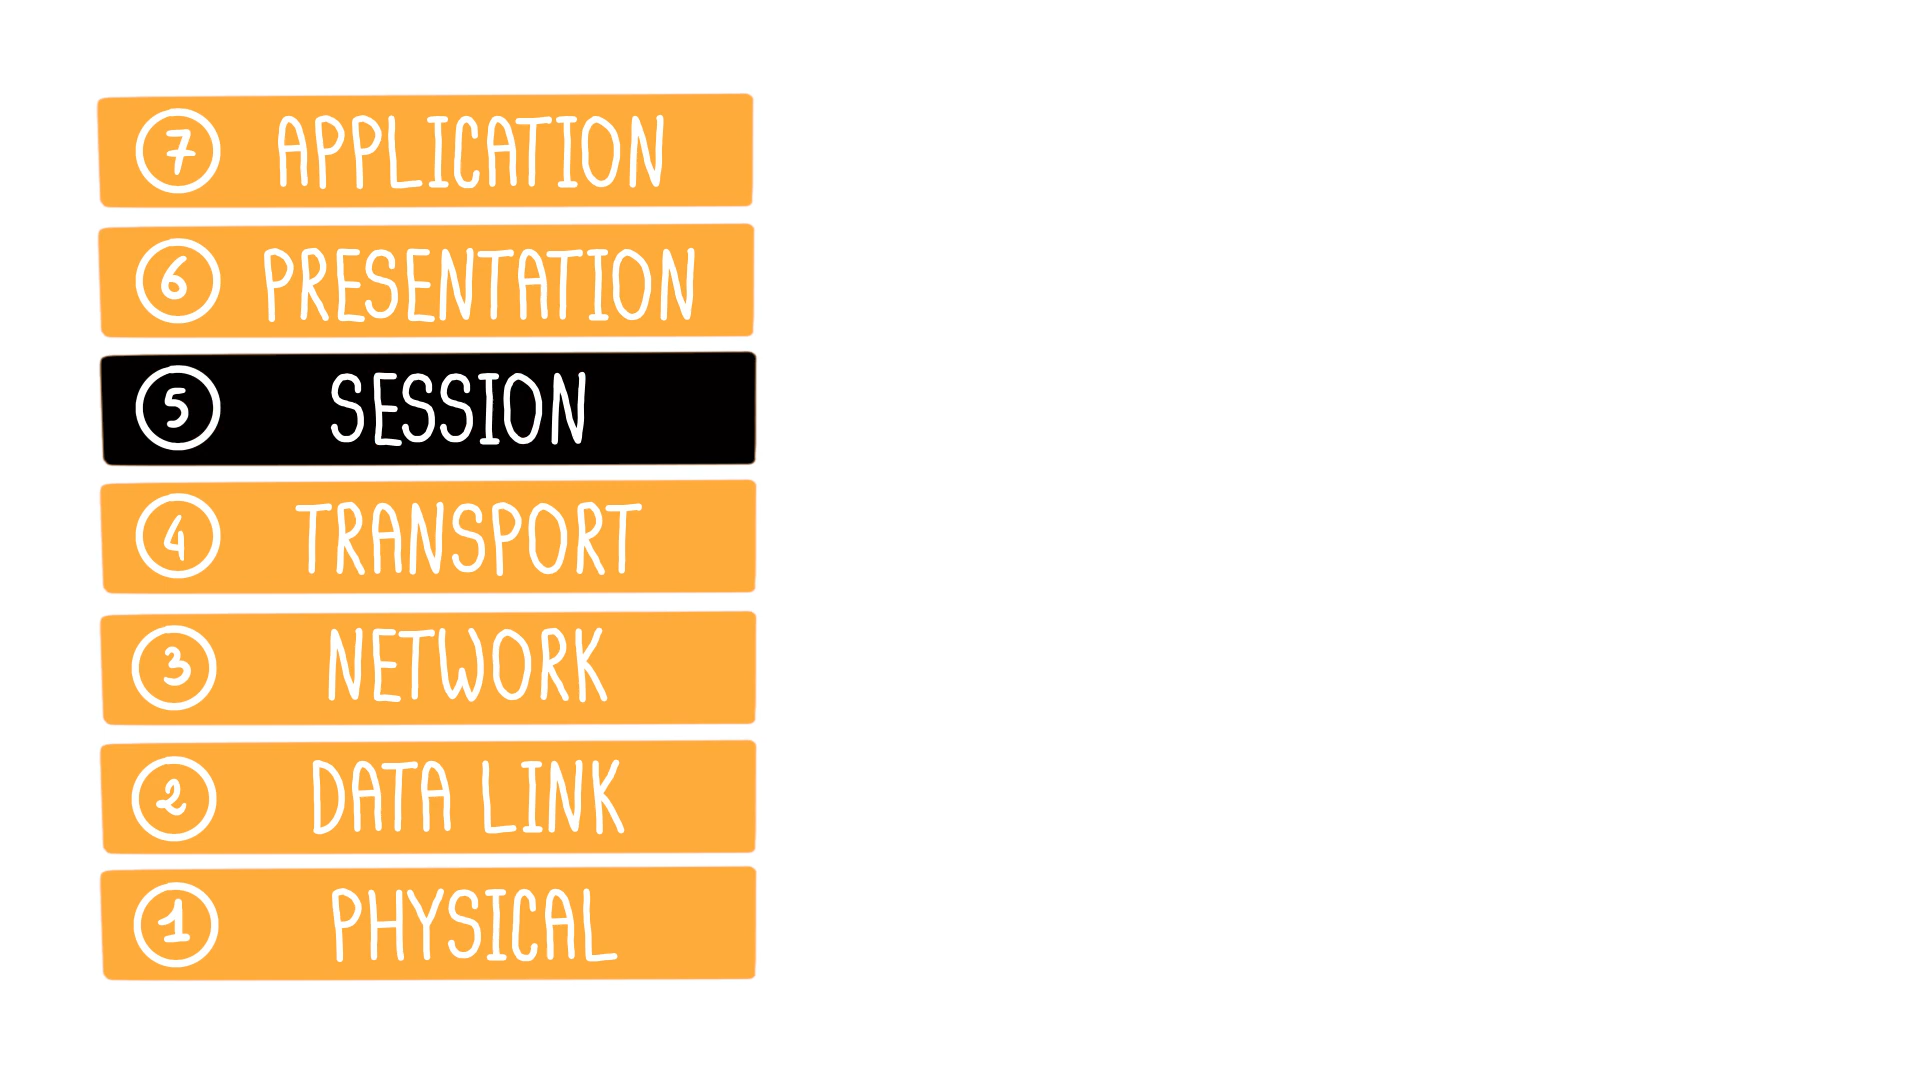 7 APPLICATION
6 PRESENTATION
5 SESSION
4 TRANSPORT
3 NETWORK
2 DATA LINK
1 PHYSICAL